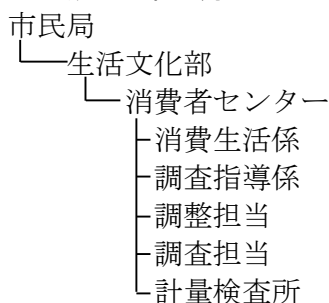 市民局
生活文化部
消費者センター
消費生活係
調査指導係
調整担当
調査担当
計量検査所